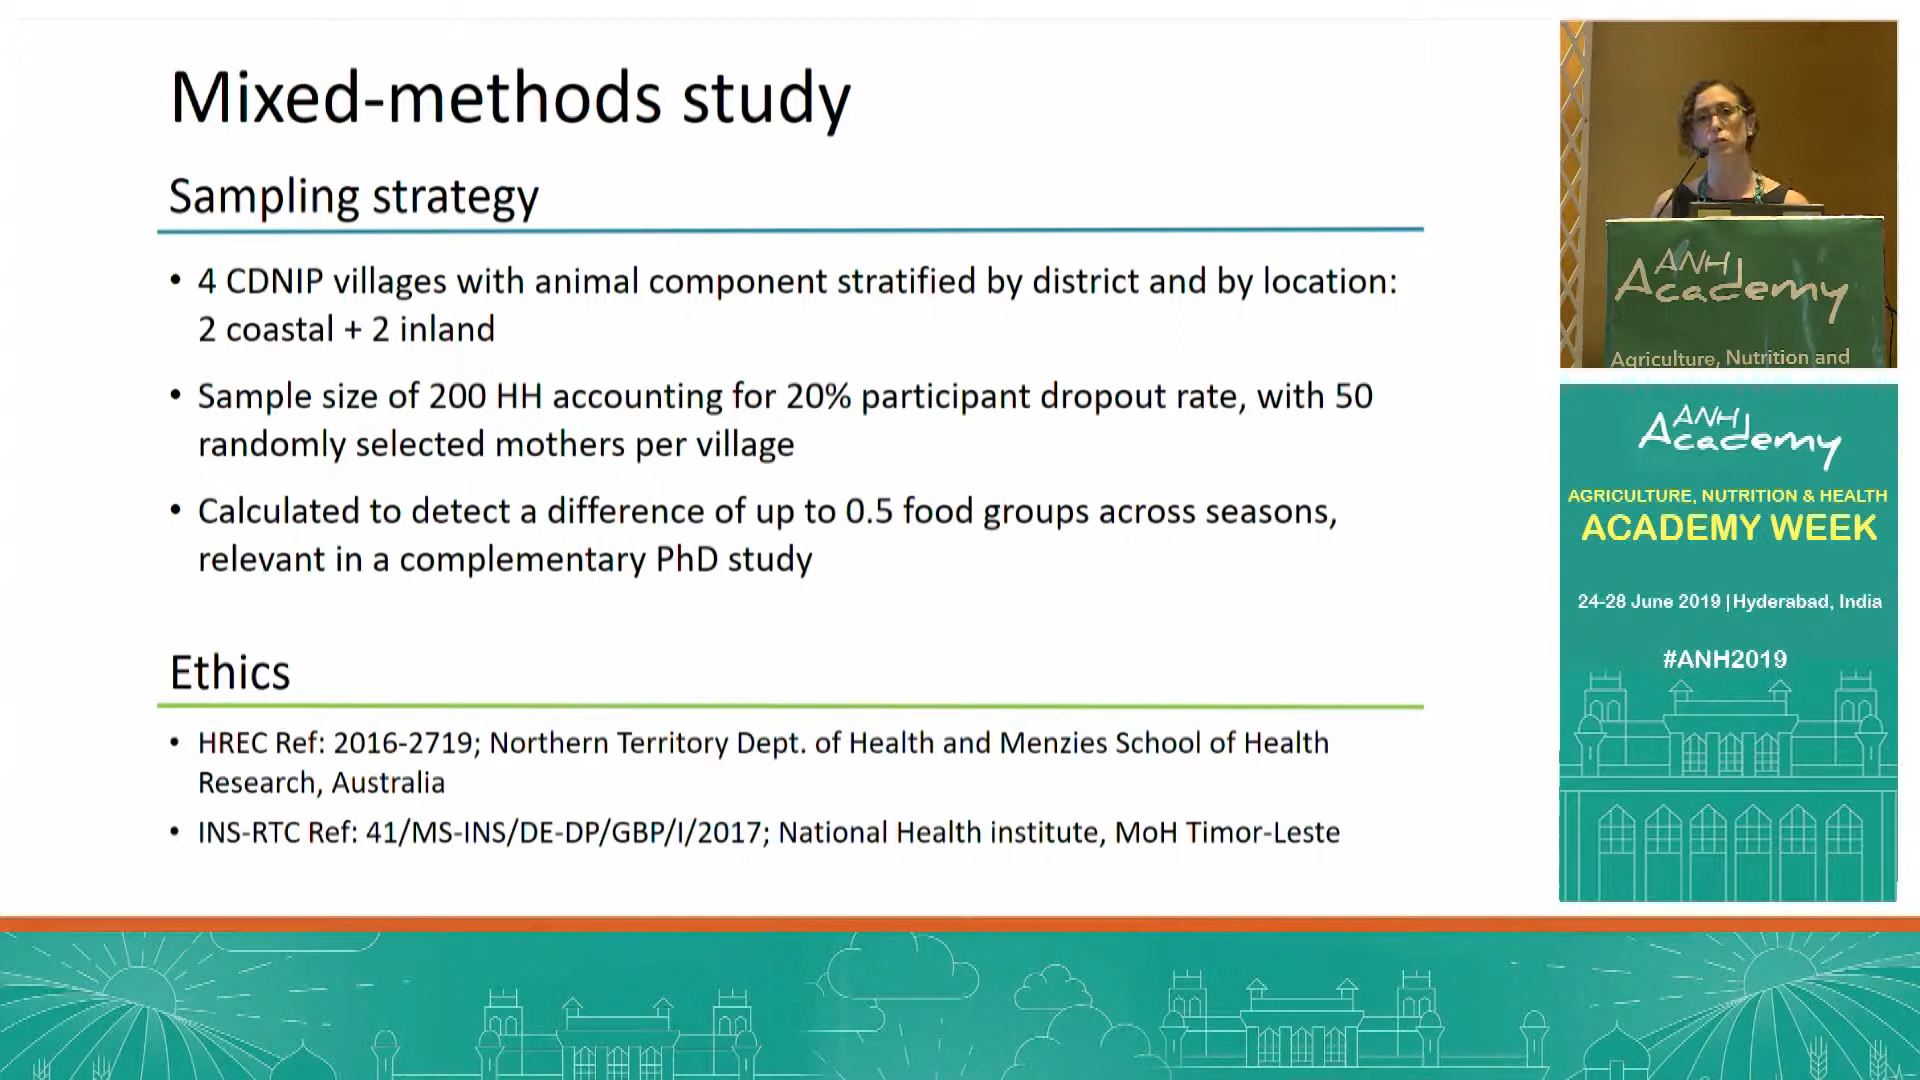 Mixed-methods study
Sampling strategy
• 4 CDNIP villages with animal component stratified by district and by location:
2 coastal + 2 inland
• Sample size of 200 HH accounting for 20% participant dropout rate, with 50
randomly selected mothers per village
• Calculated to detect a difference of up to 0.5 food groups across seasons,
relevant in a complementary PhD study
Ethics
• HREC Ref: 2016-2719; Northern Territory Dept. of Health and Menzies School of Health
Research, Australia
• INS-RTC Ref: 41/MS-INS/DE-DP/GBP/I/2017; National Health institute, MoH Timor-Leste
ANH
Academy
Agriculture, Nutrition and
ANH
Academy
AGRICULTURE, NUTRITION & HEALTH
ACADEMY WEEK
24-28 June 2019 | Hyderabad, India
#ANH2019